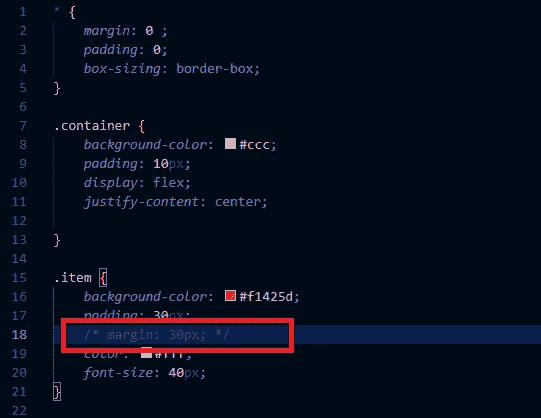 1 * {
2 margin: 0 ;
3 padding: 0;
4 box-sizing: border-box;
5 }
6
7 .container {
8 background-color: #ccc;
9 padding: 10px;
10 display: flex;
11 justify-content: center;
12
13 }
14
15 .item {
16 background-color: #f1425d;
17 padding: 30px;
18 /* margin: 30px; */
19 color: #fff;
20 font-size: 40px;
21 }
22